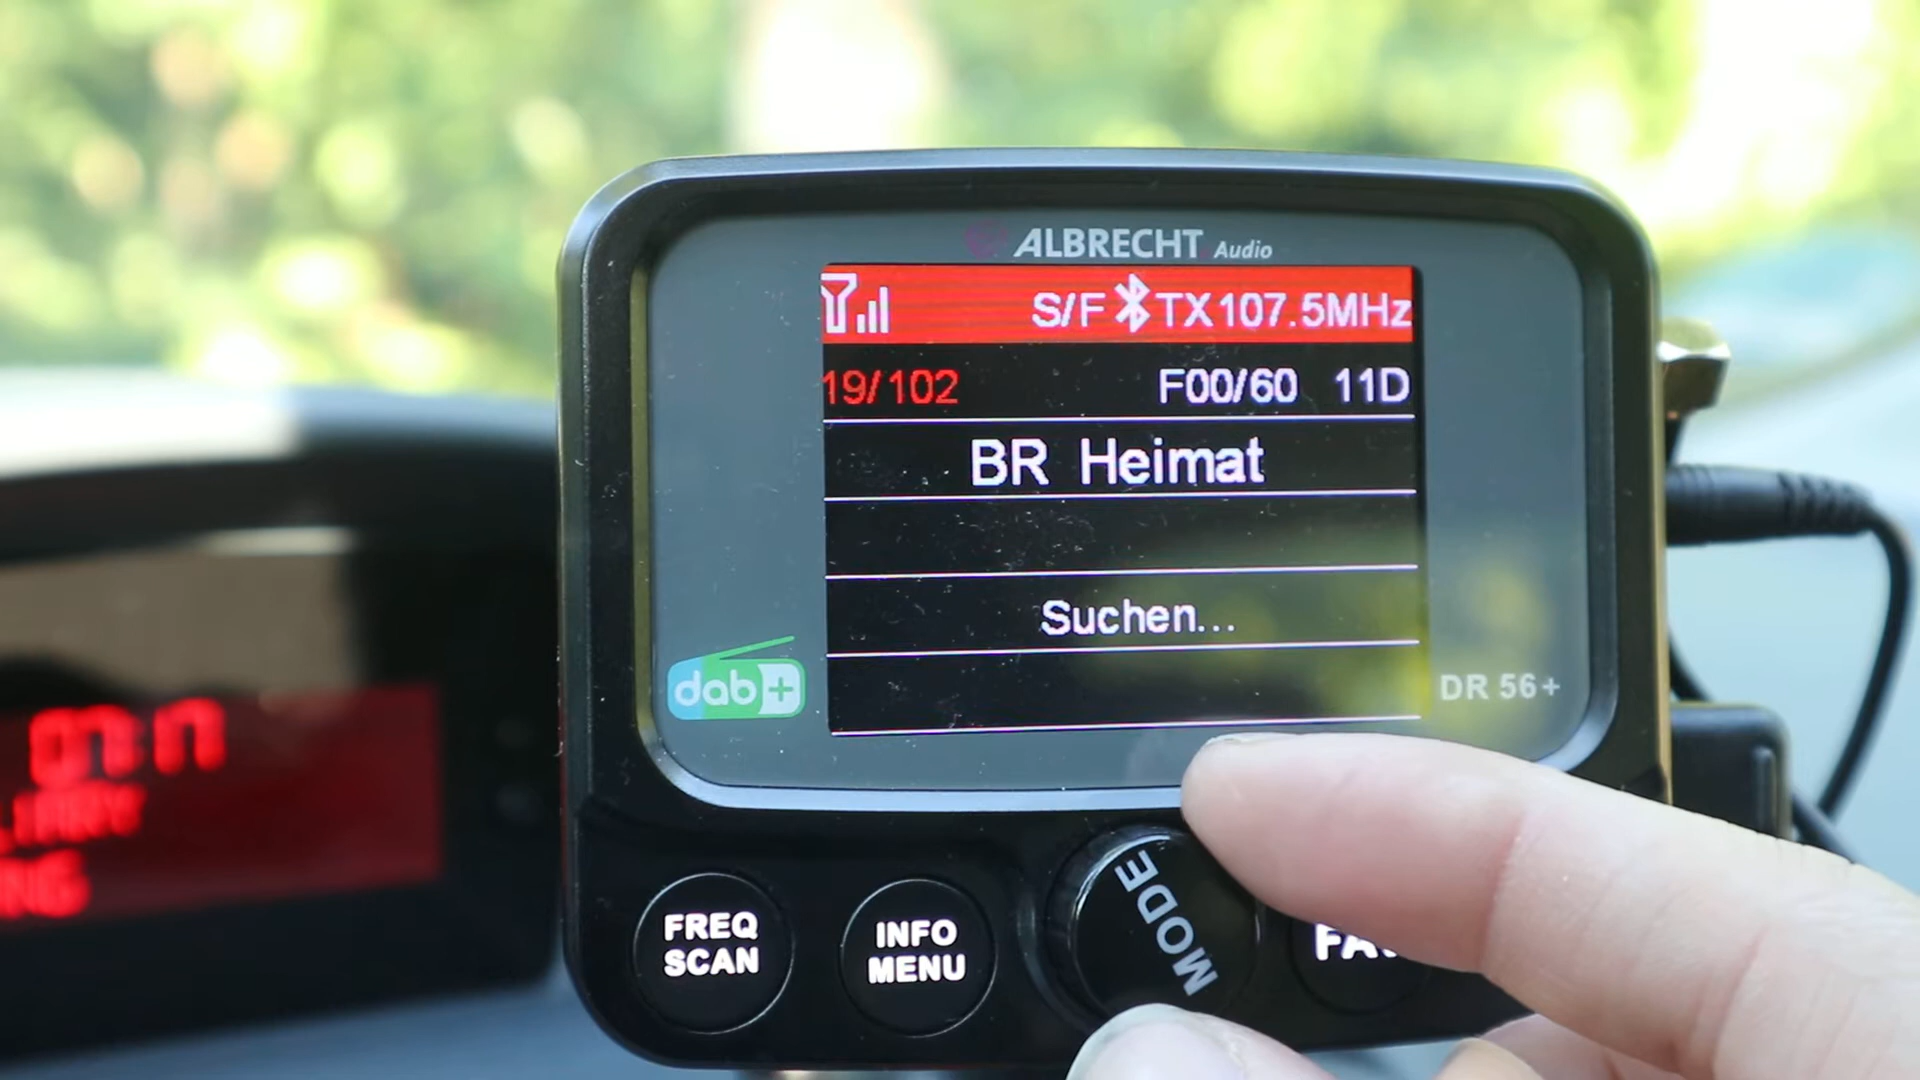 ALBRECHT Audio
S/F TX107.5MHz
19/102 F00/60 11D
BR Heimat
Suchen...
dab+
DR 56+
FREQ
SCAN
INFO
MENU
MODE